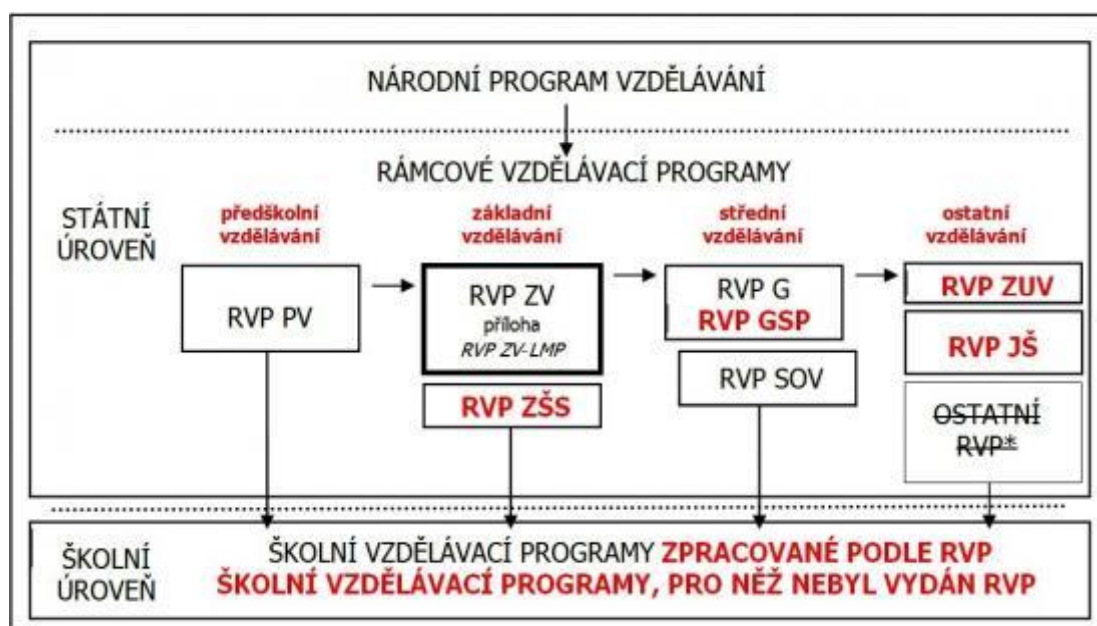 NÁRODNÍ PROGRAM VZDĚLÁVÁNÍ
RÁMCOVÉ VZDĚLÁVACÍ PROGRAMY
STÁTNÍ
ÚROVEŇ
předškolní
vzdělávání
základní
vzdělávání
střední
vzdělávání
ostatní
vzdělávání
RVP PV
RVP ZV
příloha
RVP ZV-LMP
RVP ZŠS
RVP G
RVP GSP
RVP SOV
RVP ZUV
RVP JŠ
OSTATNÍ
RVP*
ŠKOLNÍ
ÚROVEŇ
ŠKOLNÍ VZDĚLÁVACÍ PROGRAMY ZPRACOVANÉ PODLE RVP
ŠKOLNÍ VZDĚLÁVACÍ PROGRAMY, PRO NĚŽ NEBYL VYDÁN RVP